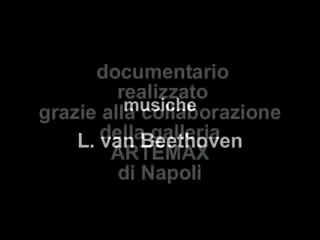 documentario
realizzato
musiche
grazie alla collaborazione
della galleria
L. van Beethoven
ARTEMAX
di Napoli